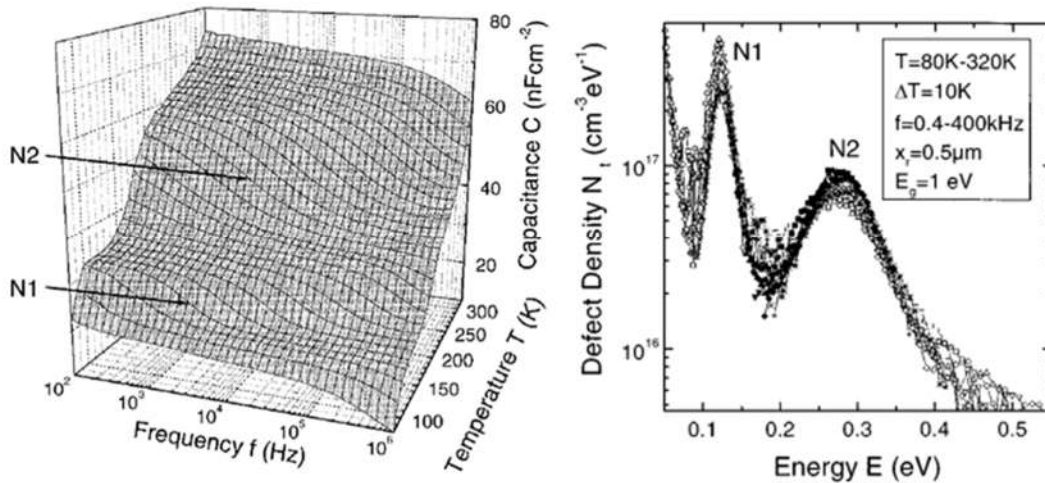 N2
N1
80
60
40
20
Capacitance C (nFcm⁻²)
300
250
200
150
100
Temperature T (K)
10²
10³
10⁴
10⁵
10⁶
Frequency f (Hz)
Defect Density Nₜ (cm⁻³eV⁻¹)
10¹⁷
10¹⁶
N1
N2
T=80K-320K
ΔT=10K
f=0.4-400kHz
xᵣ=0.5μm
E_g=1 eV
0.1 0.2 0.3 0.4 0.5
Energy E (eV)